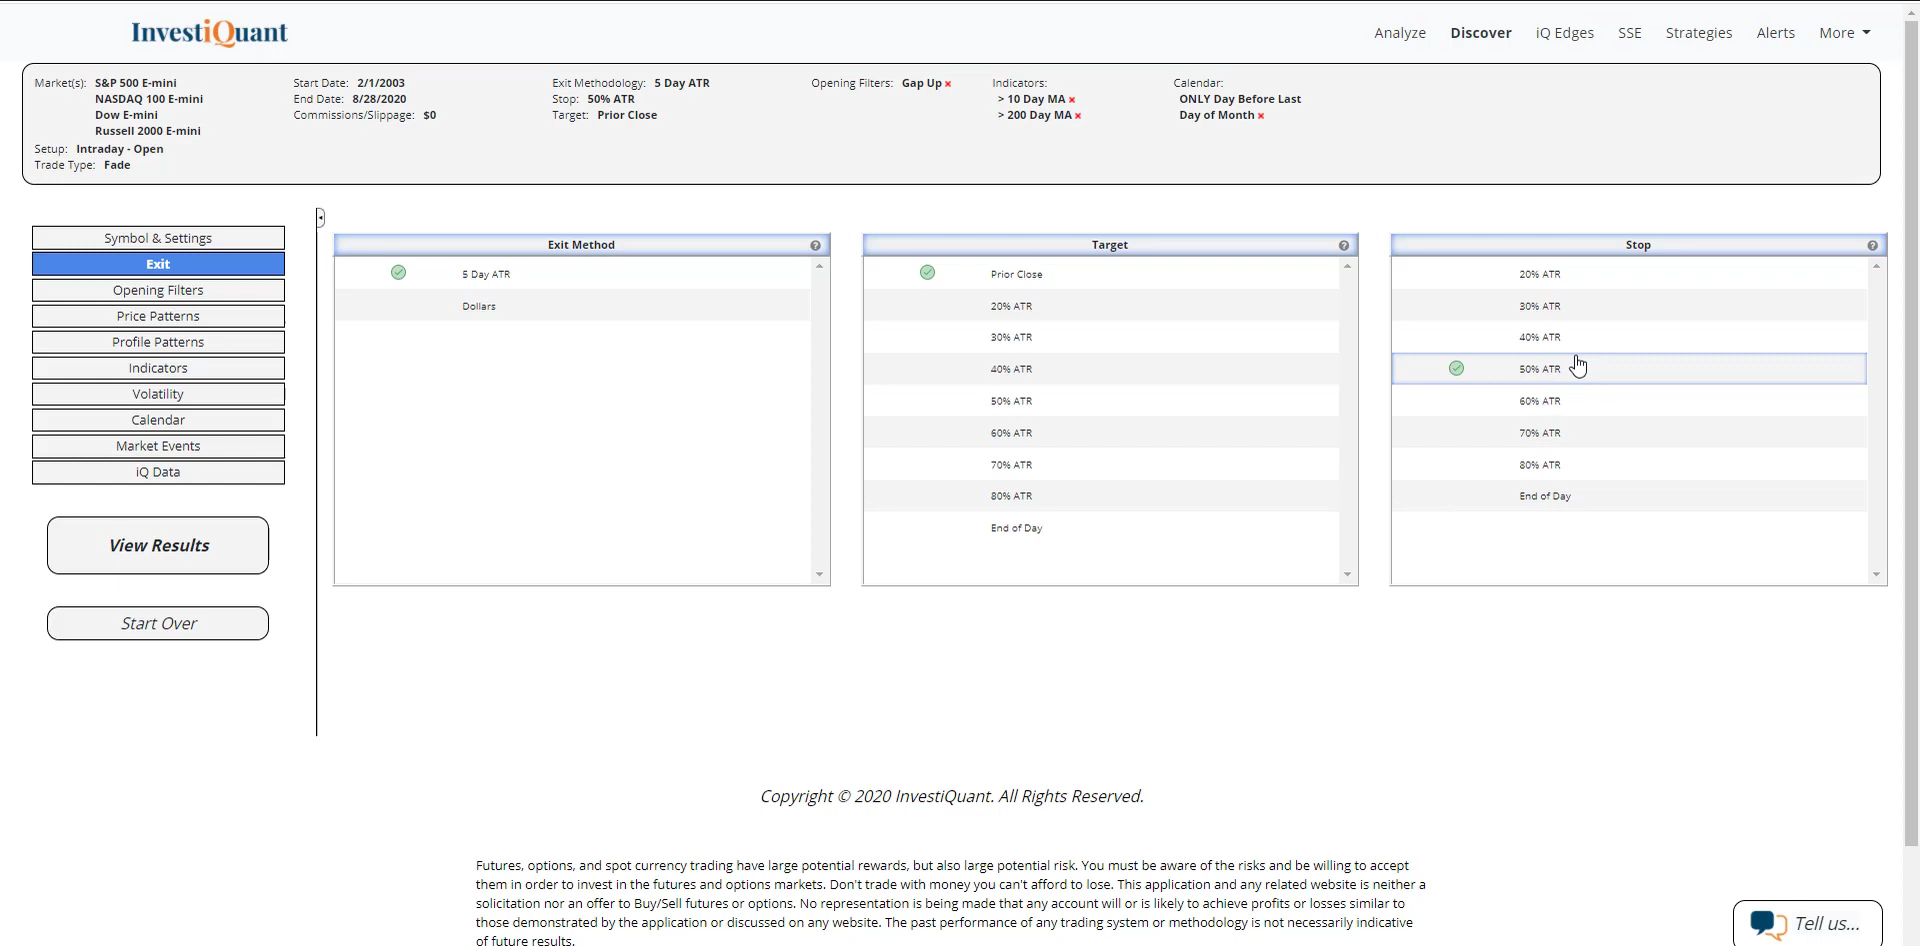 InvestiQuant
Analyze Discover iQ Edges SSE Strategies Alerts More
Market(s): S&P 500 E-mini
NASDAQ 100 E-mini
Dow E-mini
Russell 2000 E-mini
Setup: Intraday - Open
Trade Type: Fade
Start Date: 2/1/2003
End Date: 8/28/2020
Commissions/Slippage: $0
Exit Methodology: 5 Day ATR
Stop: 50% ATR
Target: Prior Close
Opening Filters: Gap Up ×
Indicators:
> 10 Day MA ×
> 200 Day MA ×
Calendar:
ONLY Day Before Last
Day of Month ×
Symbol & Settings
Exit
Opening Filters
Price Patterns
Profile Patterns
Indicators
Volatility
Calendar
Market Events
iQ Data
View Results
Start Over
Exit Method ?
5 Day ATR
Dollars
Target ?
Prior Close
20% ATR
30% ATR
40% ATR
50% ATR
60% ATR
70% ATR
80% ATR
End of Day
Stop ?
20% ATR
30% ATR
40% ATR
50% ATR
60% ATR
70% ATR
80% ATR
End of Day
Copyright © 2020 InvestiQuant. All Rights Reserved.
Futures, options, and spot currency trading have large potential rewards, but also large potential risk. You must be aware of the risks and be willing to accept
them in order to invest in the futures and options markets. Don't trade with money you can't afford to lose. This application and any related website is neither a
solicitation nor an offer to Buy/Sell futures or options. No representation is being made that any account will or is likely to achieve profits or losses similar to
those demonstrated by the application or discussed on any website. The past performance of any trading system or methodology is not necessarily indicative
of future results.
Tell us...